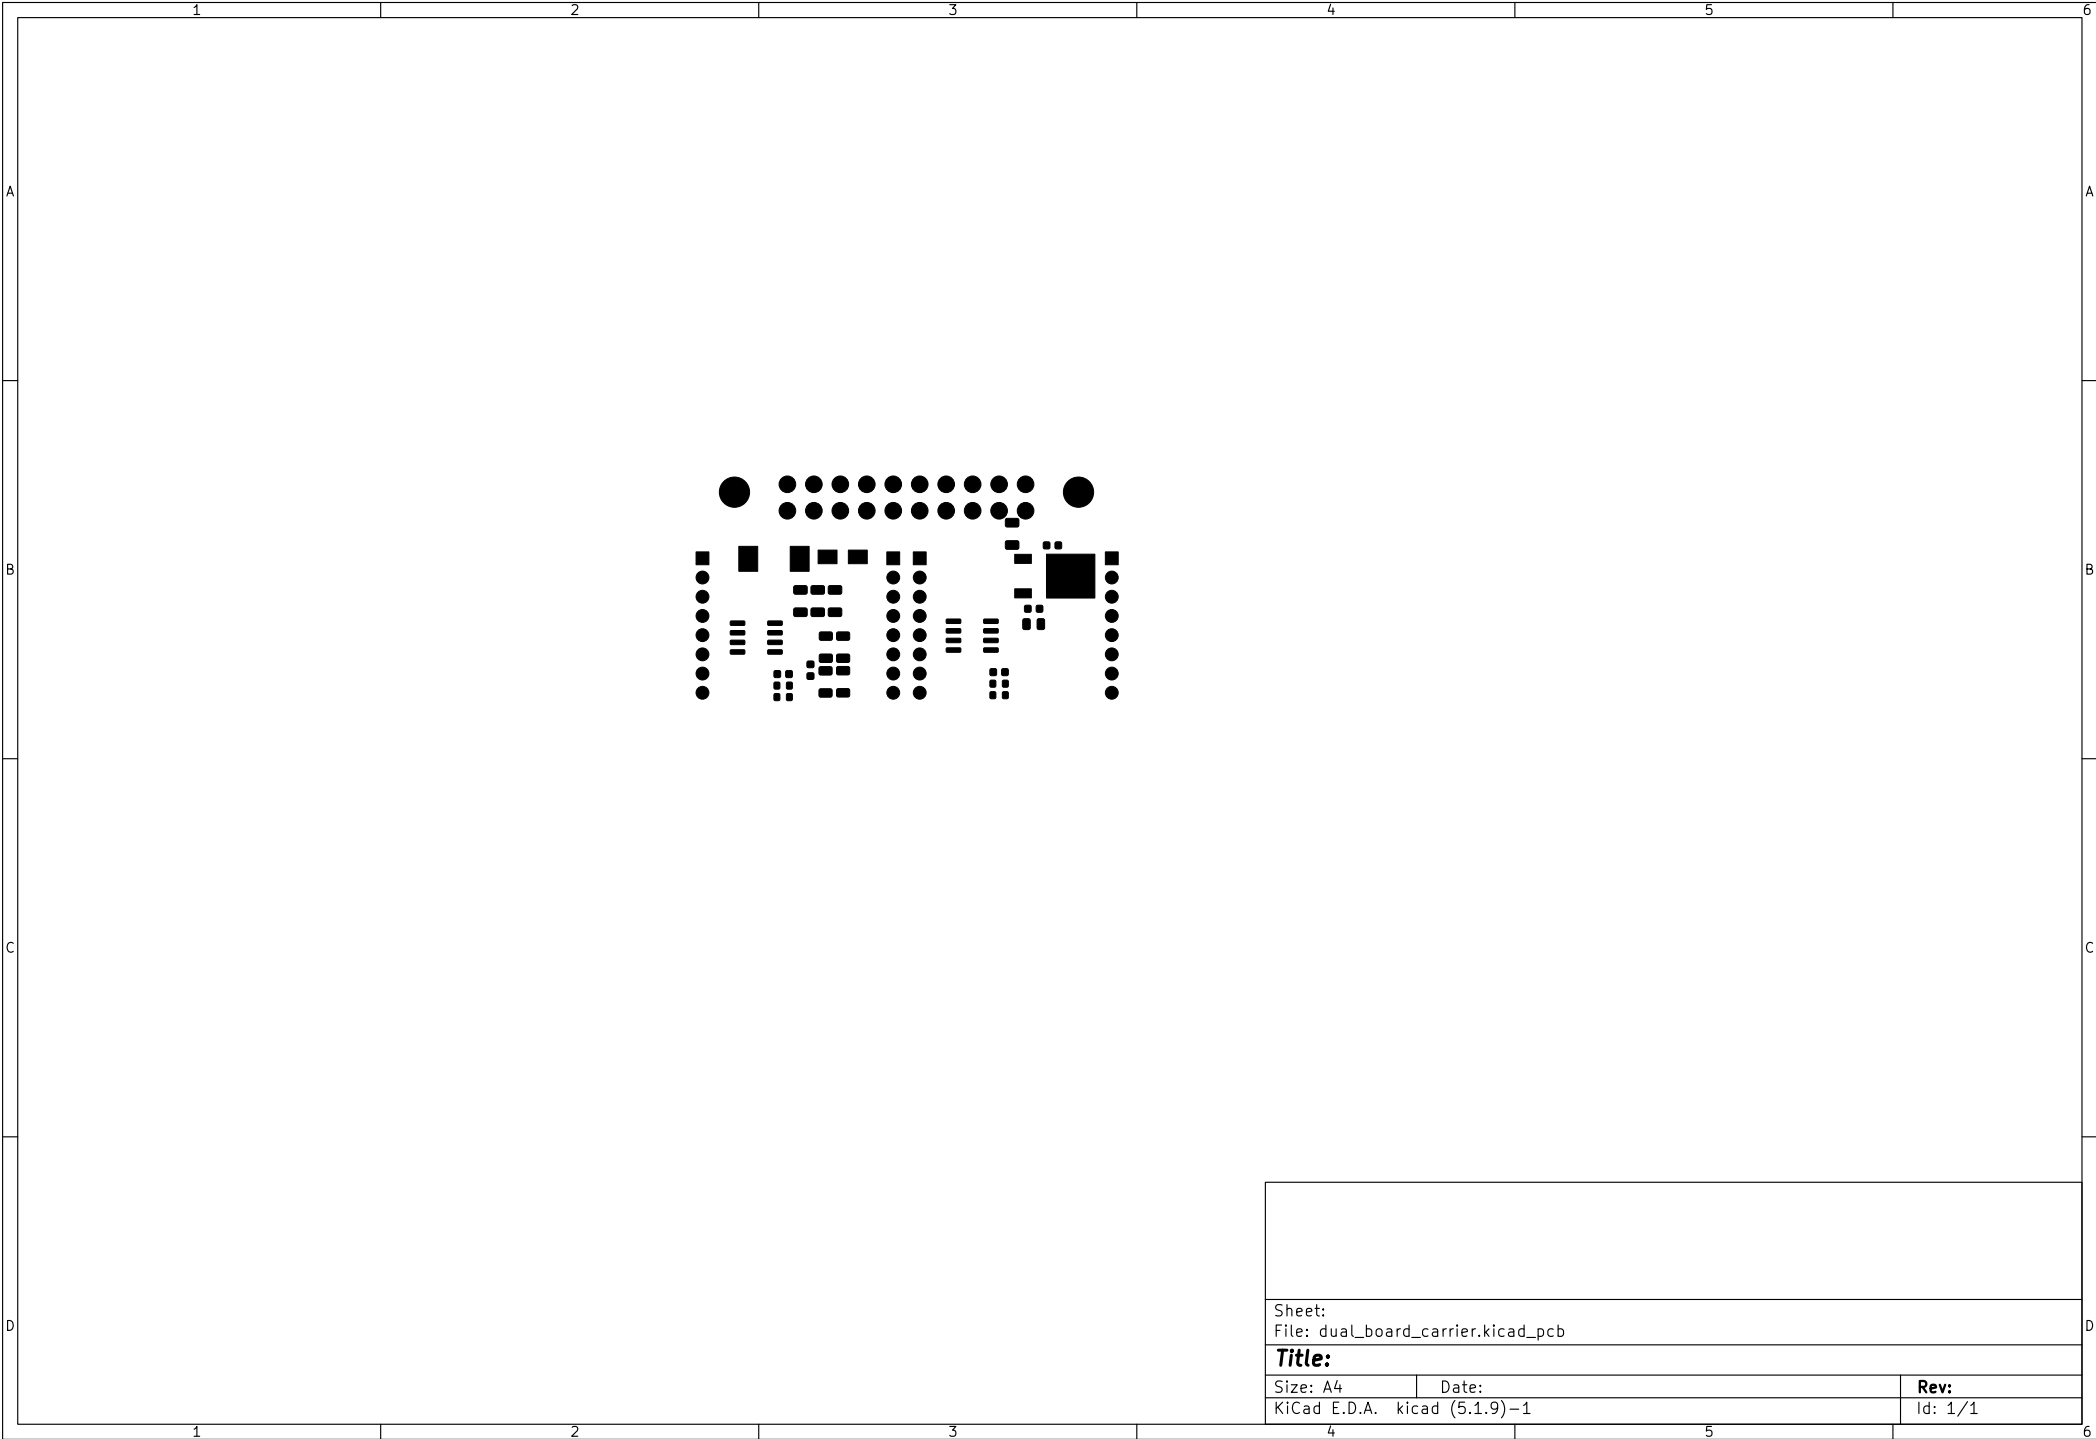 1 2 3 4 5 6
A A
B B
C C
Sheet:
File: dual_board_carrier.kicad_pcb
D D
Title:
Size: A4 Date: Rev:
KiCad E.D.A. kicad (5.1.9)-1 Id: 1/1
1 2 3 4 5 6